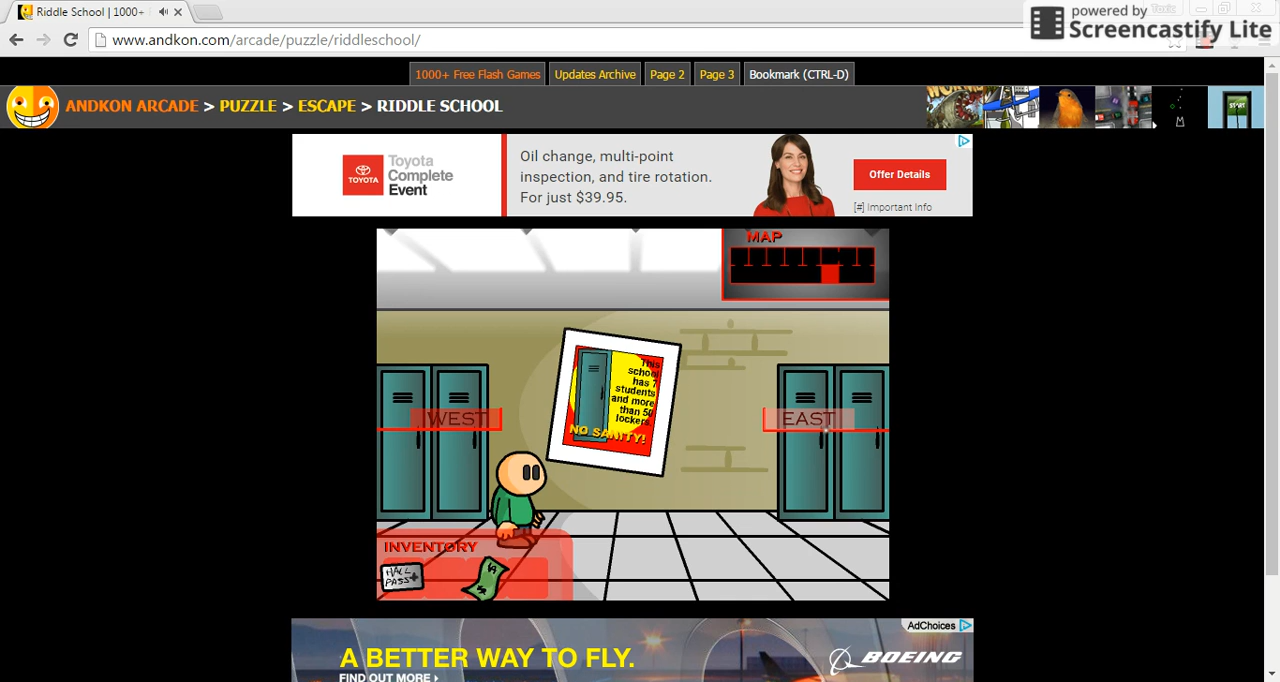 Riddle School | 1000+
powered by
Screencastify Lite
www.andkon.com/arcade/puzzle/riddleschool/
1000+ Free Flash Games
Updates Archive
Page 2
Page 3
Bookmark (CTRL-D)
ANDKON ARCADE > PUZZLE > ESCAPE > RIDDLE SCHOOL
START
TOYOTA
Toyota
Complete
Event
Oil change, multi-point
inspection, and tire rotation.
For just $39.95.
Offer Details
[#] Important Info
MAP
This
school
has 7
students
and more
than 50
lockers.
NO SANITY!
WEST
EAST
INVENTORY
HALL
PASS
AdChoices
A BETTER WAY TO FLY.
FIND OUT MORE
BOEING